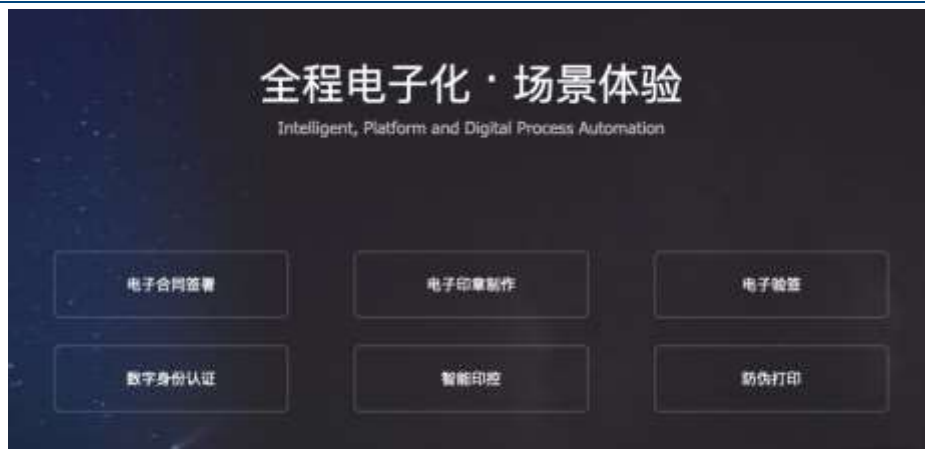 全程电子化·场景体验
Intelligent, Platform and Digital Process Automation
电子合同签署
电子印章制作
电子验签
数字身份认证
智能印控
防伪打印